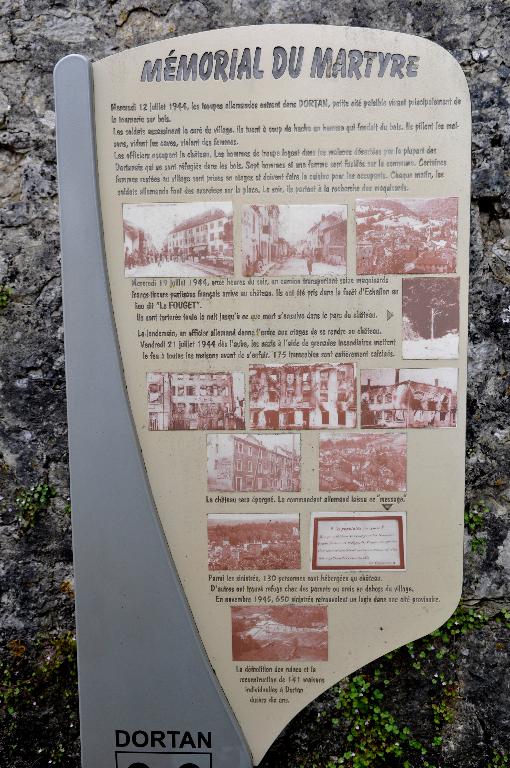 MÉMORIAL DU MARTYRE
Mercredi 12 juillet 1944, les troupes allemandes entrent dans DORTAN, petite cité paisible vivant principalement de
la tournerie sur bois.
Les soldats assassinent le curé du village. Ils tuent à coup de hache un homme qui fendait du bois. Ils pillent les mai-
sons, vident les caves, violent des femmes.
Les officiers occupent le château. Les hommes de troupe logent dans les maisons désertées par la plupart des
Dortanais qui se sont réfugiés dans les bois. Sept hommes et une femme sont fusillés sur la commune. Certaines
femmes restées au village sont prises en otages et doivent faire la cuisine pour les occupants. Chaque matin, les
soldats allemands font des exercices sur la place. Le soir, ils partent à la recherche des maquisards.
Mercredi 19 juillet 1944, onze heures du soir, un camion transportant seize maquisards
francs-tireurs-partisans français arrive au château. Ils ont été pris dans la forêt d'Echallon au
lieu dit "Le FOUGET".
Ils sont torturés toute la nuit jusqu'à ce que mort s'ensuive dans le parc du château.
Le lendemain, un officier allemand donne l'ordre aux otages de se rendre au château.
Vendredi 21 juillet 1944 dès l'aube, les nazis à l'aide de grenades incendiaires mettent
le feu à toutes les maisons avant de s'enfuir. 175 immeubles sont entièrement calcinés.
Le château sera épargné. Le commandant allemand laissa ce "message."
Parmi les sinistrés, 130 personnes sont hébergées au château.
D'autres ont trouvé refuge chez des parents ou amis en dehors du village.
En novembre 1945, 650 sinistrés retrouvaient un logis dans une cité provisoire.
La démolition des ruines et la
reconstruction de 141 maisons
individuelles à Dortan
durera dix ans.
DORTAN